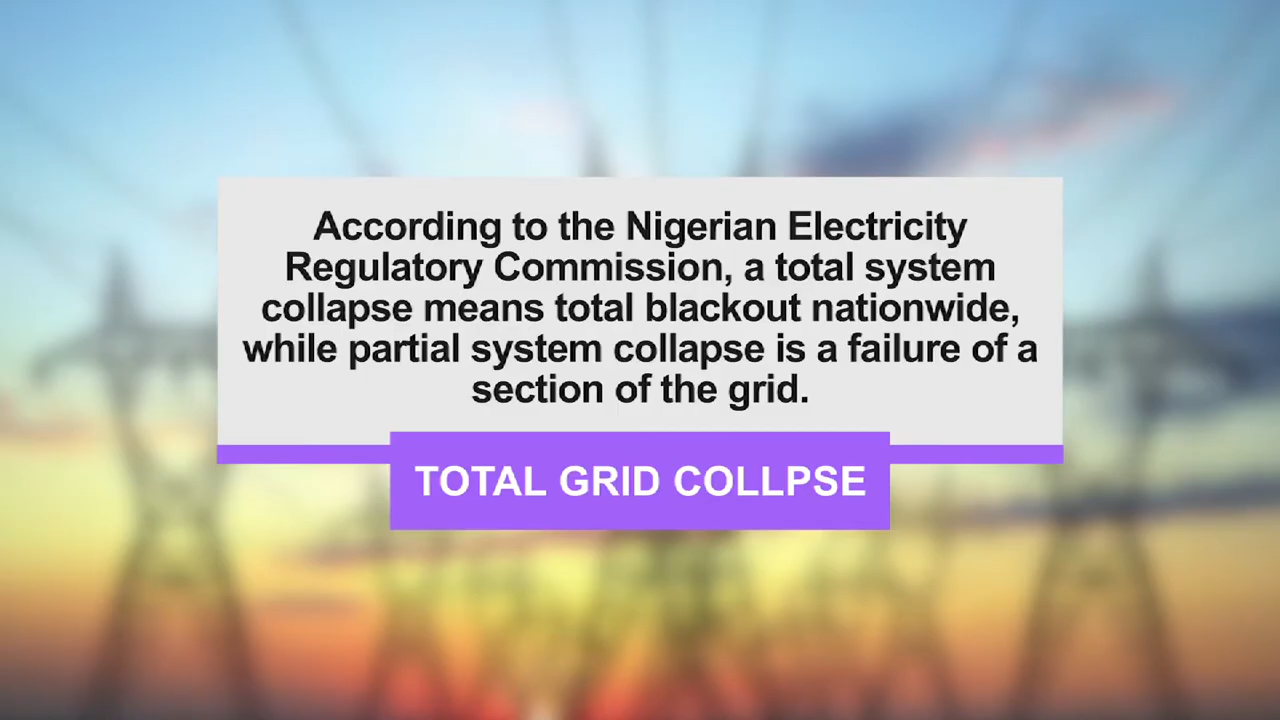 According to the Nigerian Electricity
Regulatory Commission, a total system
collapse means total blackout nationwide,
while partial system collapse is a failure of a
section of the grid.
TOTAL GRID COLLPSE